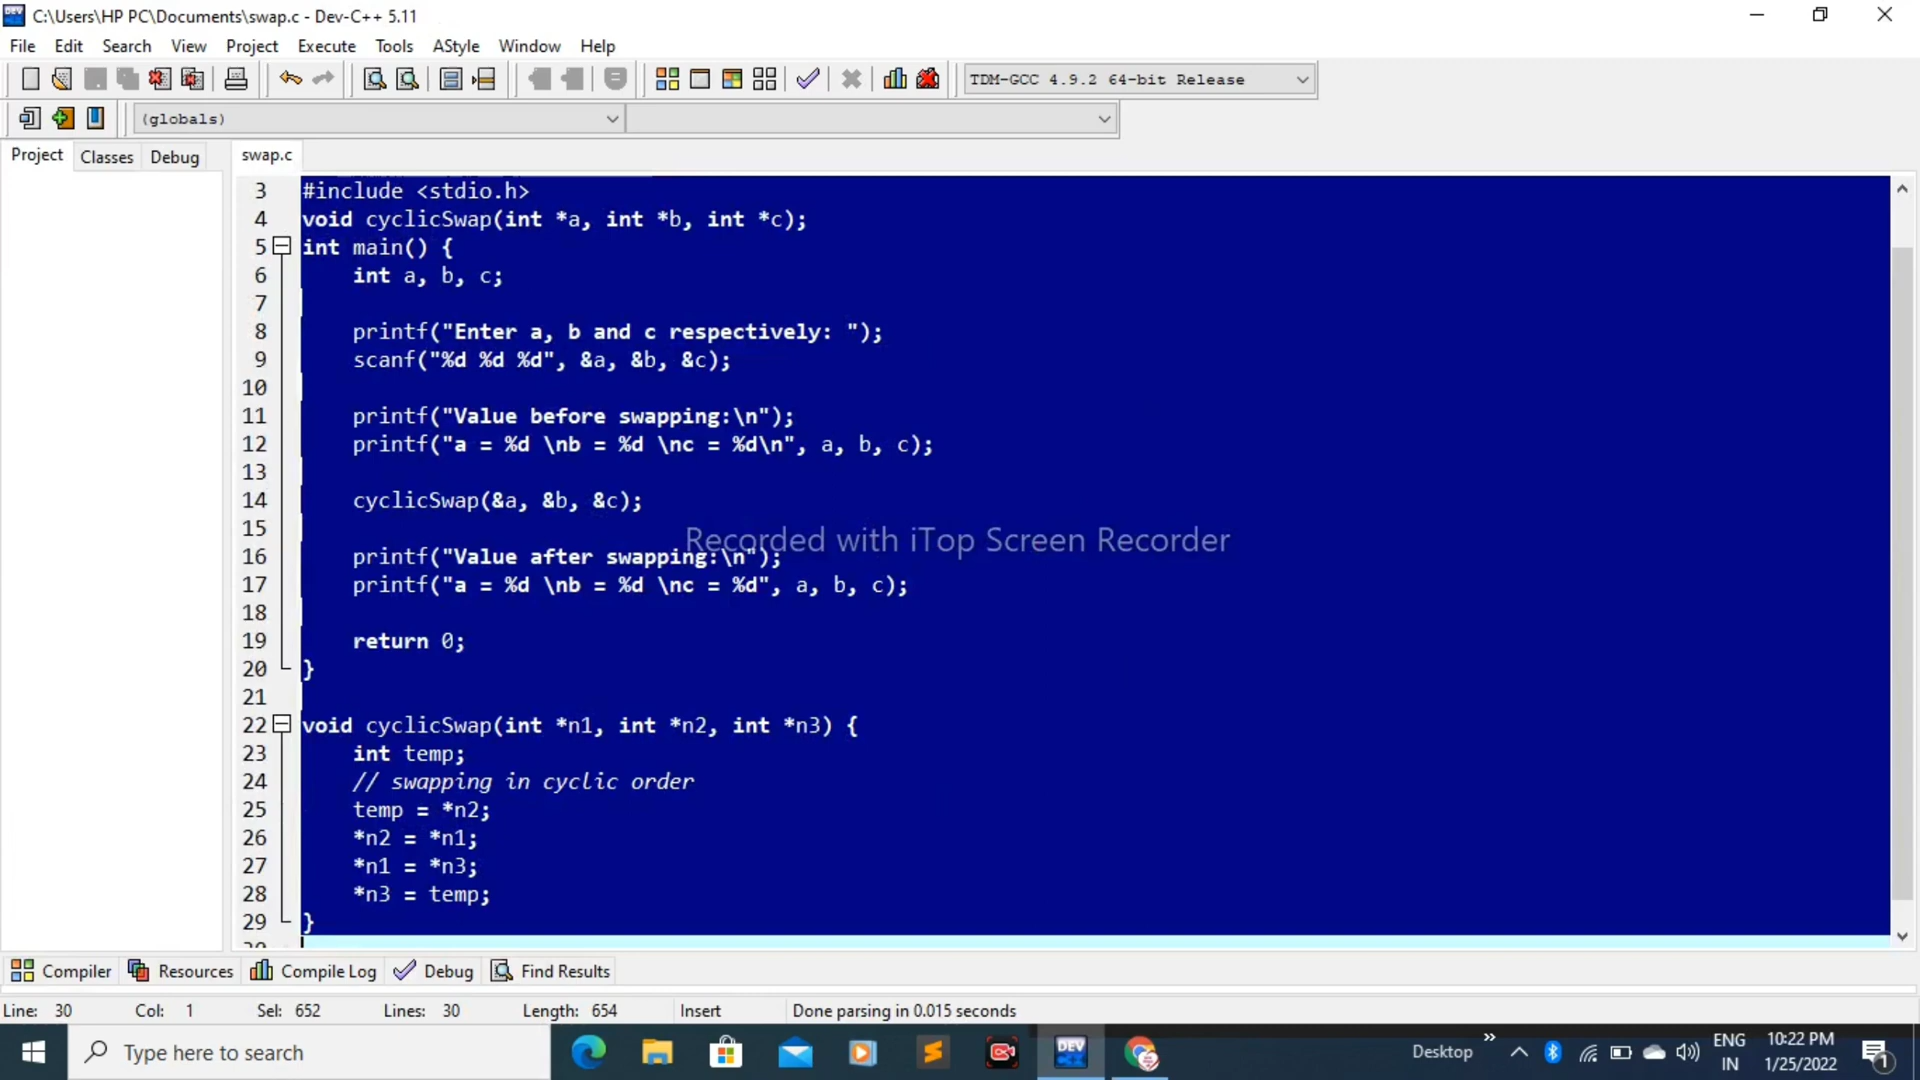 C:\Users\HP PC\Documents\swap.c - Dev-C++ 5.11
File Edit Search View Project Execute Tools AStyle Window Help
TDM-GCC 4.9.2 64-bit Release
(globals)
Project Classes Debug swap.c
3 #include <stdio.h>
4 void cyclicSwap(int *a, int *b, int *c);
5 int main() {
6 int a, b, c;
7
8 printf("Enter a, b and c respectively: ");
9 scanf("%d %d %d", &a, &b, &c);
10
11 printf("Value before swapping:\n");
12 printf("a = %d \nb = %d \nc = %d\n", a, b, c);
13
14 cyclicSwap(&a, &b, &c);
15
Recorded with iTop Screen Recorder
16 printf("Value after swapping:\n");
17 printf("a = %d \nb = %d \nc = %d", a, b, c);
18
19 return 0;
20 }
21
22 void cyclicSwap(int *n1, int *n2, int *n3) {
23 int temp;
24 // swapping in cyclic order
25 temp = *n2;
26 *n2 = *n1;
27 *n1 = *n3;
28 *n3 = temp;
29 }
30
Compiler Resources Compile Log Debug Find Results
Line: 30 Col: 1 Sel: 652 Lines: 30 Length: 654 Insert Done parsing in 0.015 seconds
Type here to search
DEV
Desktop
ENG
IN
10:22 PM
1/25/2022
1